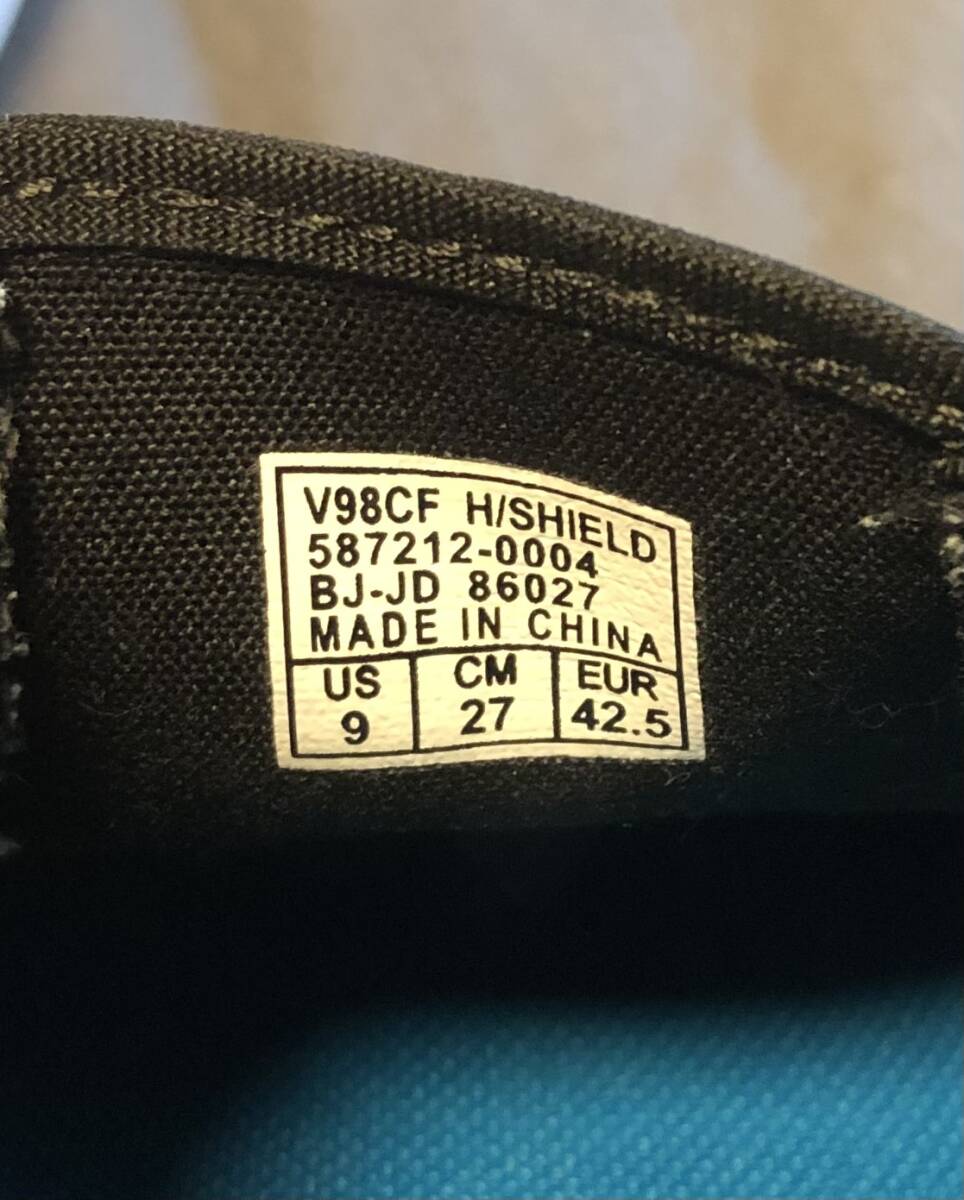 V98CF H/SHIELD
587212-0004
BJ-JD 86027
MADE IN CHINA
US CM EUR
9 27 42.5